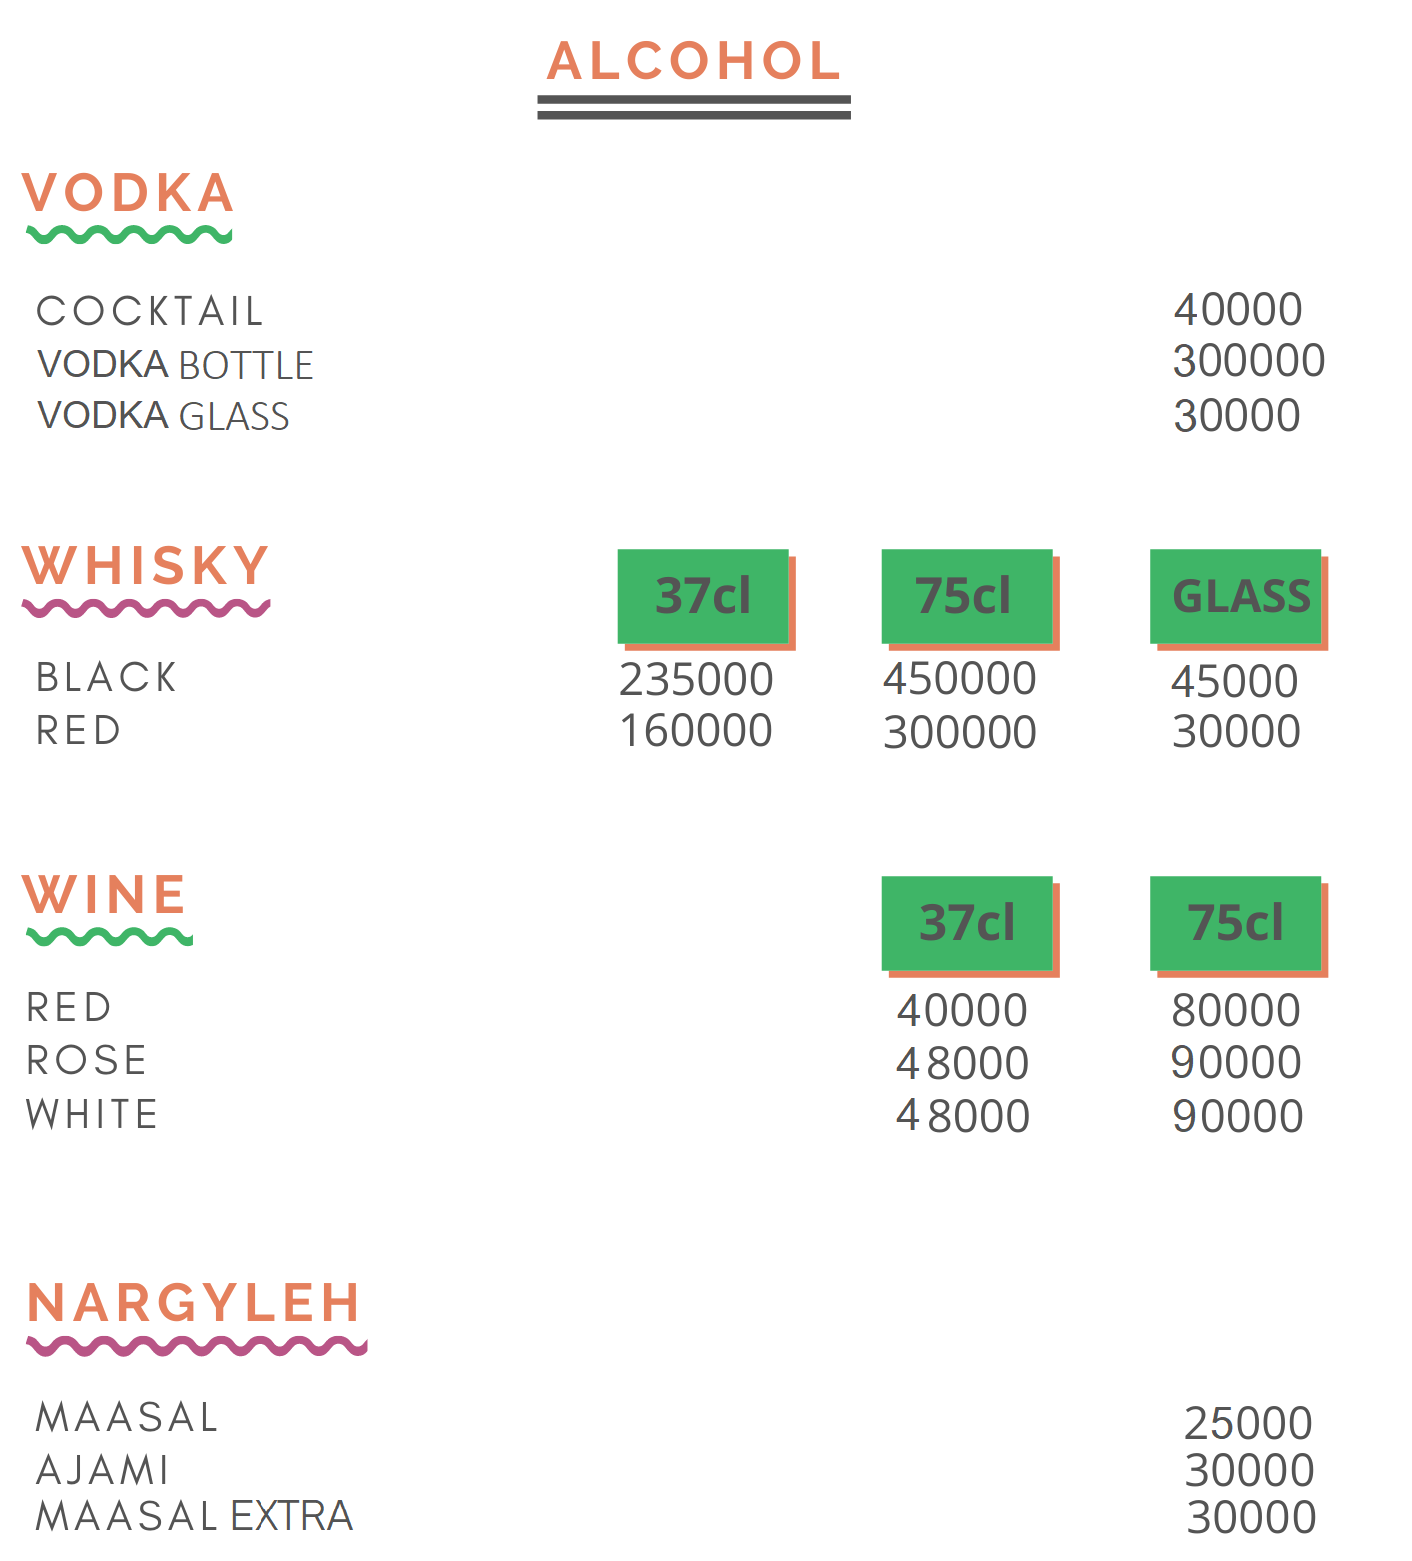 ALCOHOL
VODKA
COCKTAIL 40000
VODKA BOTTLE 300000
VODKA GLASS 30000
WHISKY 37cl 75cl GLASS
BLACK 235000 450000 45000
RED 160000 300000 30000
WINE 37cl 75cl
RED 40000 80000
ROSE 48000 90000
WHITE 48000 90000
NARGYLEH
MAASAL 25000
AJAMI 30000
MAASAL EXTRA 30000